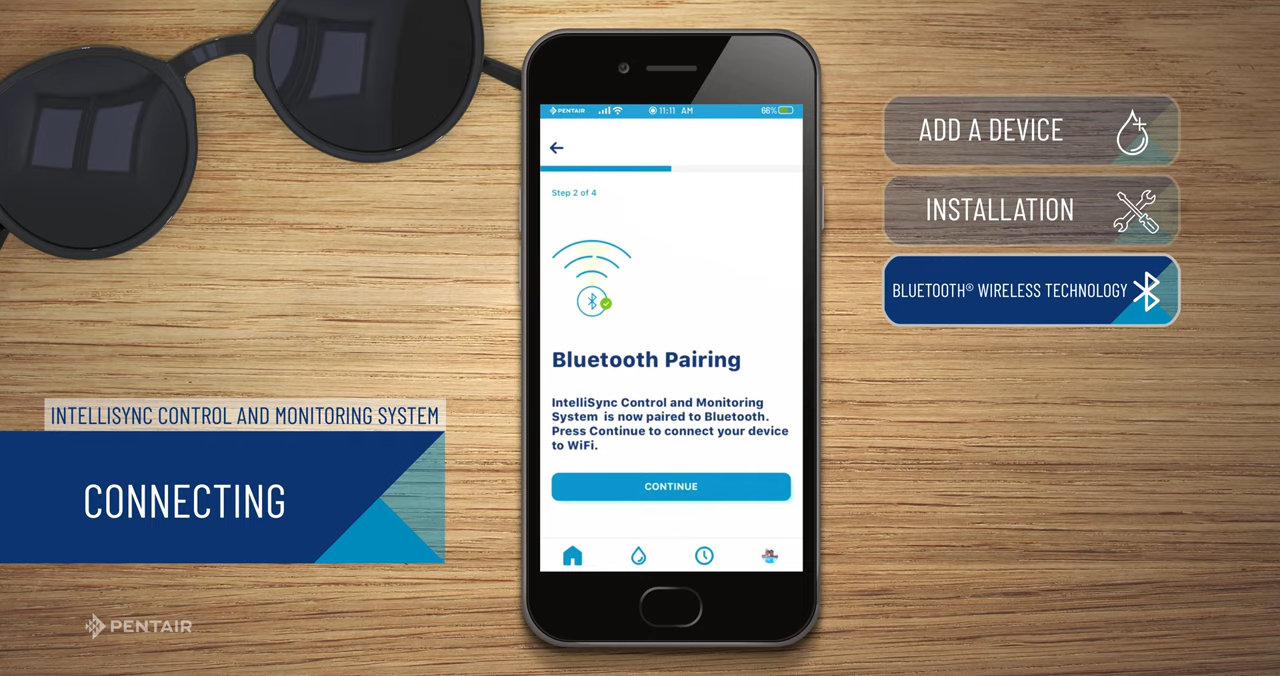 PENTAIR
11:11 AM
66%
Step 2 of 4
Bluetooth Pairing
IntelliSync Control and Monitoring
System is now paired to Bluetooth.
Press Continue to connect your device
to WiFi.
CONTINUE
ADD A DEVICE
INSTALLATION
BLUETOOTH® WIRELESS TECHNOLOGY
INTELLISYNC CONTROL AND MONITORING SYSTEM
CONNECTING
PENTAIR